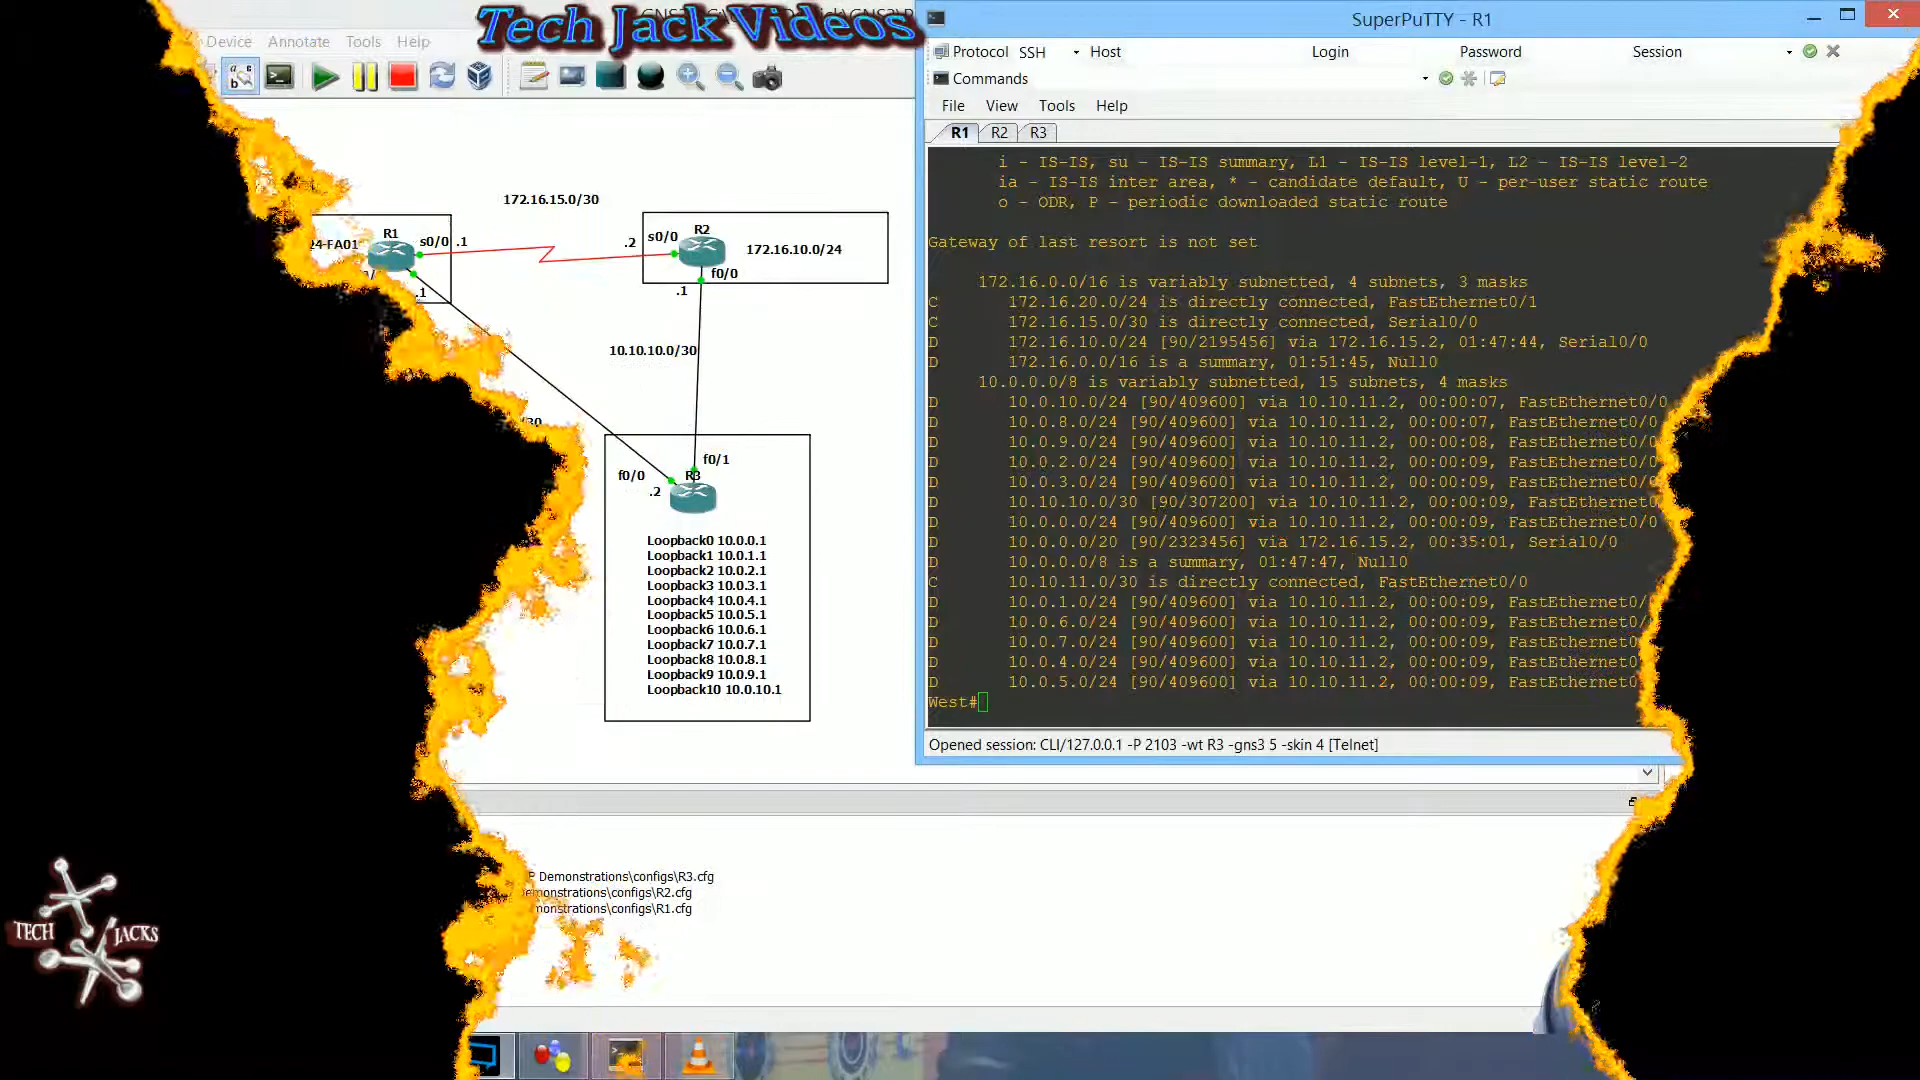 Tech Jack Videos
Device Annotate Tools Help
172.16.15.0/30
24-FA01
R1
s0/0 .1
.1
.2
s0/0
R2
172.16.10.0/24
f0/0
.1
10.10.10.0/30
/30
f0/1
f0/0
R3
.2
Loopback0 10.0.0.1
Loopback1 10.0.1.1
Loopback2 10.0.2.1
Loopback3 10.0.3.1
Loopback4 10.0.4.1
Loopback5 10.0.5.1
Loopback6 10.0.6.1
Loopback7 10.0.7.1
Loopback8 10.0.8.1
Loopback9 10.0.9.1
Loopback10 10.0.10.1
P Demonstrations\configs\R3.cfg
emonstrations\configs\R2.cfg
monstrations\configs\R1.cfg
TECH JACKS
SuperPuTTY - R1
Protocol SSH Host Login Password Session
Commands
File View Tools Help
R1 R2 R3
i - IS-IS, su - IS-IS summary, L1 - IS-IS level-1, L2 - IS-IS level-2
ia - IS-IS inter area, * - candidate default, U - per-user static route
o - ODR, P - periodic downloaded static route
Gateway of last resort is not set
172.16.0.0/16 is variably subnetted, 4 subnets, 3 masks
C 172.16.20.0/24 is directly connected, FastEthernet0/1
C 172.16.15.0/30 is directly connected, Serial0/0
D 172.16.10.0/24 [90/2195456] via 172.16.15.2, 01:47:44, Serial0/0
D 172.16.0.0/16 is a summary, 01:51:45, Null0
10.0.0.0/8 is variably subnetted, 15 subnets, 4 masks
D 10.0.10.0/24 [90/409600] via 10.10.11.2, 00:00:07, FastEthernet0/0
D 10.0.8.0/24 [90/409600] via 10.10.11.2, 00:00:07, FastEthernet0/0
D 10.0.9.0/24 [90/409600] via 10.10.11.2, 00:00:08, FastEthernet0/0
D 10.0.2.0/24 [90/409600] via 10.10.11.2, 00:00:09, FastEthernet0/0
D 10.0.3.0/24 [90/409600] via 10.10.11.2, 00:00:09, FastEthernet0/0
D 10.10.10.0/30 [90/307200] via 10.10.11.2, 00:00:09, FastEthernet0
D 10.0.0.0/24 [90/409600] via 10.10.11.2, 00:00:09, FastEthernet0/0
D 10.0.0.0/20 [90/2323456] via 172.16.15.2, 00:35:01, Serial0/0
D 10.0.0.0/8 is a summary, 01:47:47, Null0
C 10.10.11.0/30 is directly connected, FastEthernet0/0
D 10.0.1.0/24 [90/409600] via 10.10.11.2, 00:00:09, FastEthernet0/
D 10.0.6.0/24 [90/409600] via 10.10.11.2, 00:00:09, FastEthernet0/
D 10.0.7.0/24 [90/409600] via 10.10.11.2, 00:00:09, FastEthernet0
D 10.0.4.0/24 [90/409600] via 10.10.11.2, 00:00:09, FastEthernet0
D 10.0.5.0/24 [90/409600] via 10.10.11.2, 00:00:09, FastEthernet0
West#
Opened session: CLI/127.0.0.1 -P 2103 -wt R3 -gns3 5 -skin 4 [Telnet]